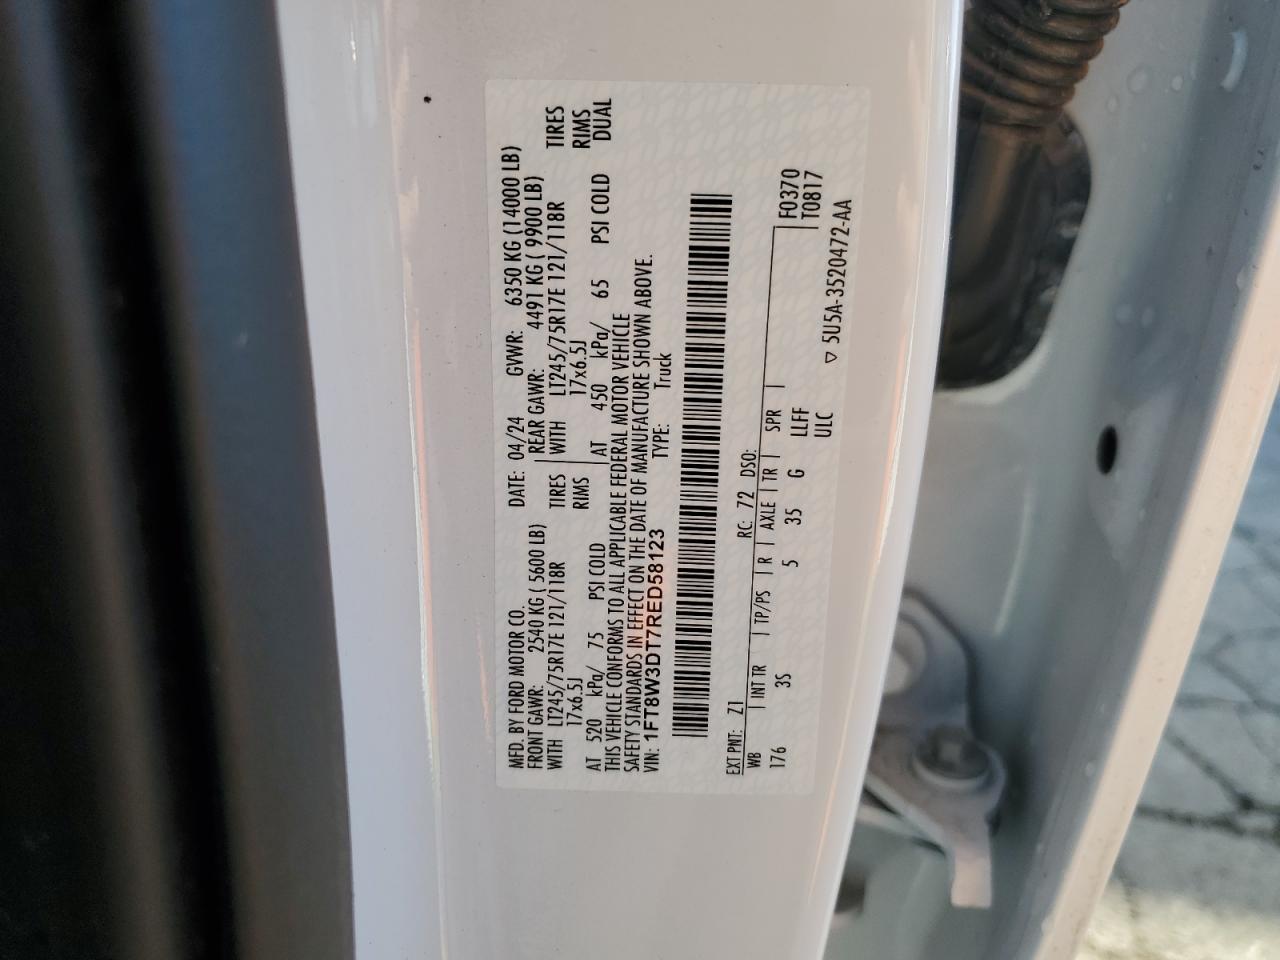 MFD. BY FORD MOTOR CO. DATE: 04/24 GVWR: 6350 KG (14000 LB)
FRONT GAWR: 2540 KG ( 5600 LB) REAR GAWR: 4491 KG ( 9900 LB)
WITH LT245/75R17E 121/118R TIRES WITH LT245/75R17E 121/118R TIRES
17x6.5J RIMS 17x6.5J RIMS
AT 520 kPa/ 75 PSI COLD AT 450 kPa/ 65 PSI COLD DUAL
THIS VEHICLE CONFORMS TO ALL APPLICABLE FEDERAL MOTOR VEHICLE
SAFETY STANDARDS IN EFFECT ON THE DATE OF MANUFACTURE SHOWN ABOVE.
VIN: 1FT8W3DT7RED58123 TYPE: Truck
EXT PNT: Z1 RC: 72 DSO:
WB INT TR TP/PS R AXLE TR SPR F0370
176 3S 5 35 G LLFF T0817
ULC ▽ 5U5A-3520472-AA